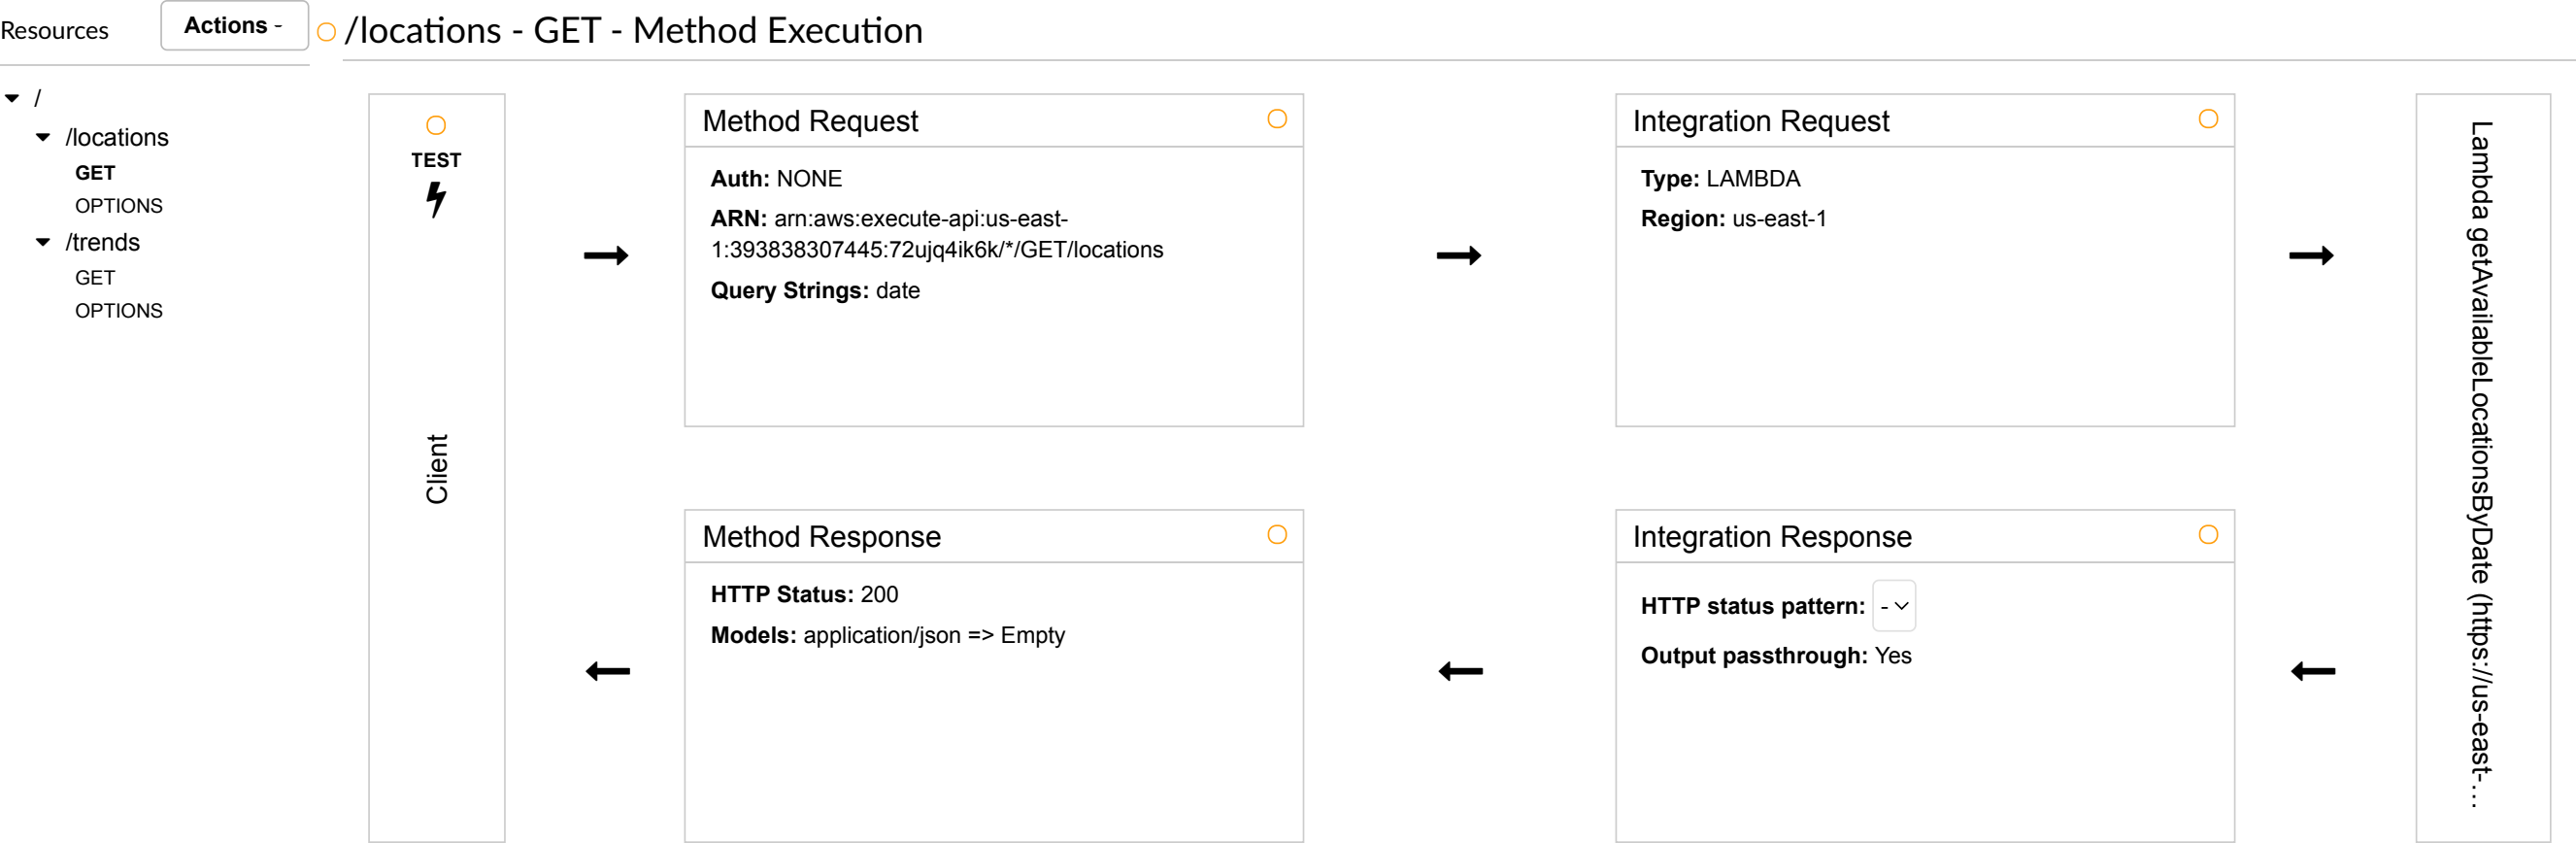 Resources
Actions -
/locations - GET - Method Execution
/
/locations
GET
OPTIONS
/trends
GET
OPTIONS
TEST
Client
Method Request
Auth: NONE
ARN: arn:aws:execute-api:us-east-
1:393838307445:72ujq4ik6k/*/GET/locations
Query Strings: date
Integration Request
Type: LAMBDA
Region: us-east-1
Lambda getAvailableLocationsByDate (https://us-east-…
Method Response
HTTP Status: 200
Models: application/json => Empty
Integration Response
HTTP status pattern: -
Output passthrough: Yes